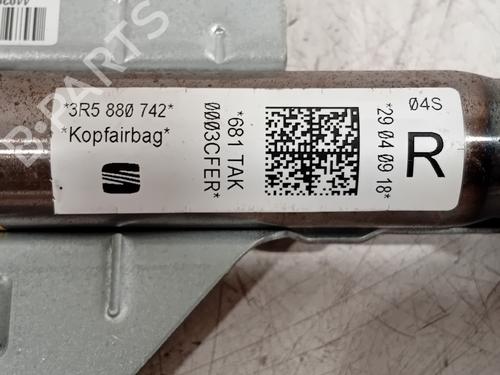 *3R5 880 742*
*Kopfairbag*
*681 TAK
0003CFER*
*29 04 09 18*
04S
R
B-PARTS